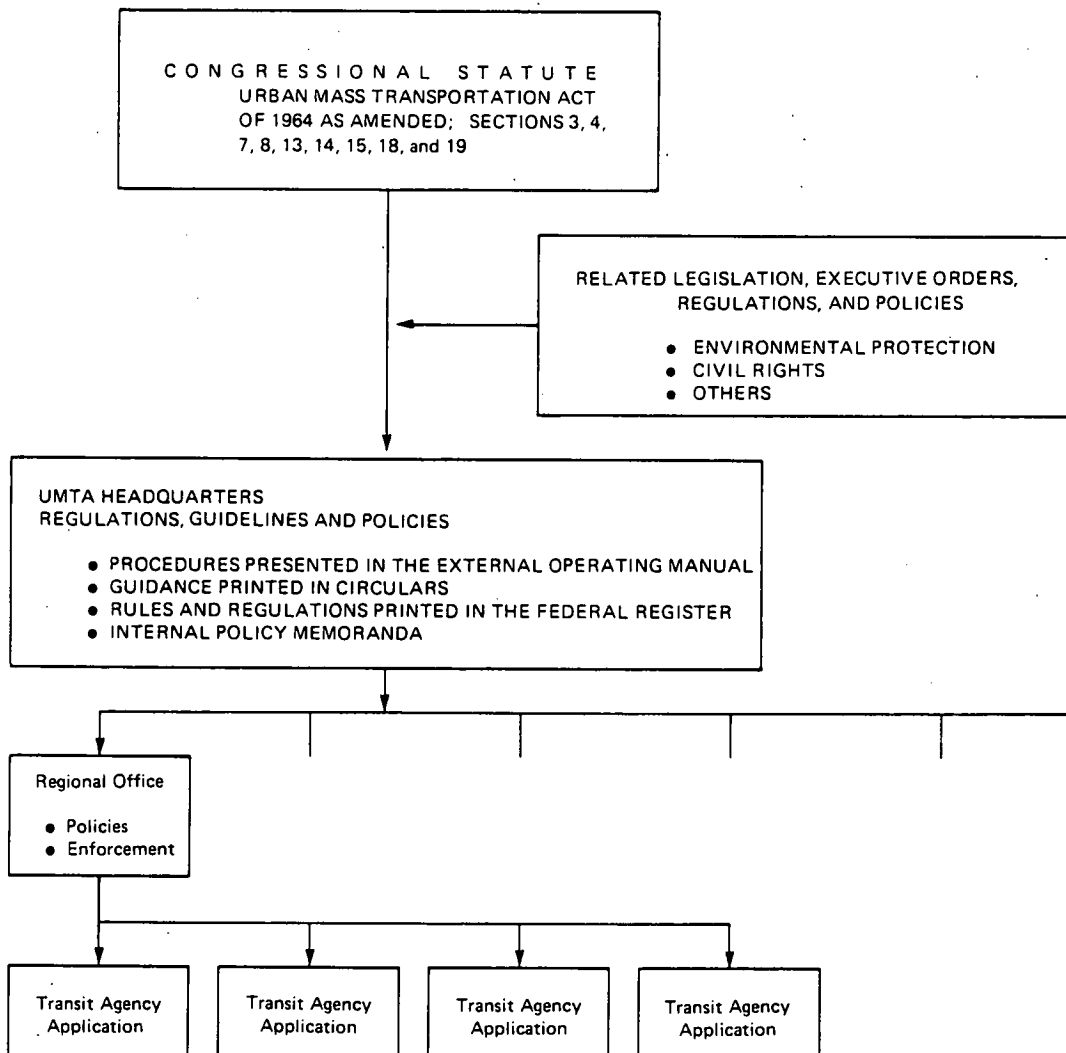 CONGRESSIONAL STATUTE
URBAN MASS TRANSPORTATION ACT
OF 1964 AS AMENDED; SECTIONS 3, 4,
7, 8, 13, 14, 15, 18, and 19
RELATED LEGISLATION, EXECUTIVE ORDERS,
REGULATIONS, AND POLICIES
● ENVIRONMENTAL PROTECTION
● CIVIL RIGHTS
● OTHERS
UMTA HEADQUARTERS
REGULATIONS, GUIDELINES AND POLICIES
● PROCEDURES PRESENTED IN THE EXTERNAL OPERATING MANUAL
● GUIDANCE PRINTED IN CIRCULARS
● RULES AND REGULATIONS PRINTED IN THE FEDERAL REGISTER
● INTERNAL POLICY MEMORANDA
Regional Office
● Policies
● Enforcement
Transit Agency
Application
Transit Agency
Application
Transit Agency
Application
Transit Agency
Application